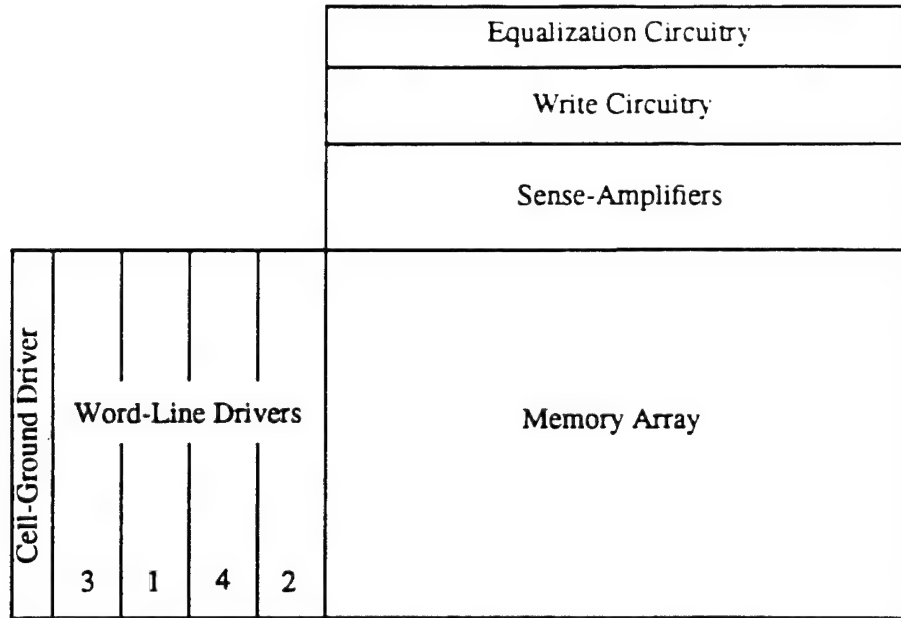 Equalization Circuitry
Write Circuitry
Sense-Amplifiers
Cell-Ground Driver
Word-Line Drivers
Memory Array
3 1 4 2